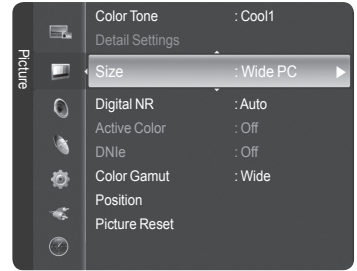 Picture
Color Tone : Cool1
Detail Settings
Size : Wide PC
Digital NR : Auto
Active Color : Off
DNIe : Off
Color Gamut : Wide
Position
Picture Reset